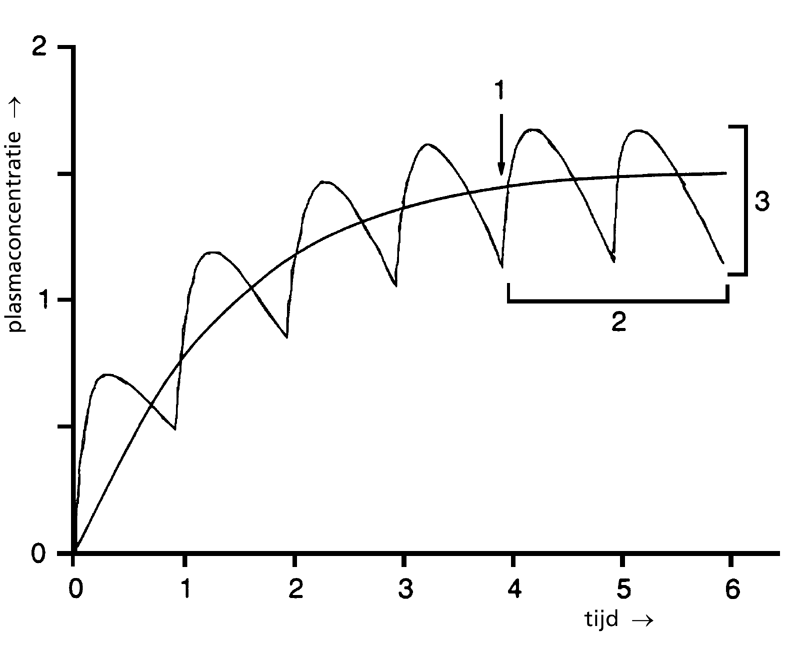 2
plasmaconcentratie →
1
3
1
2
0
0 1 2 3 4 5 6
tijd →